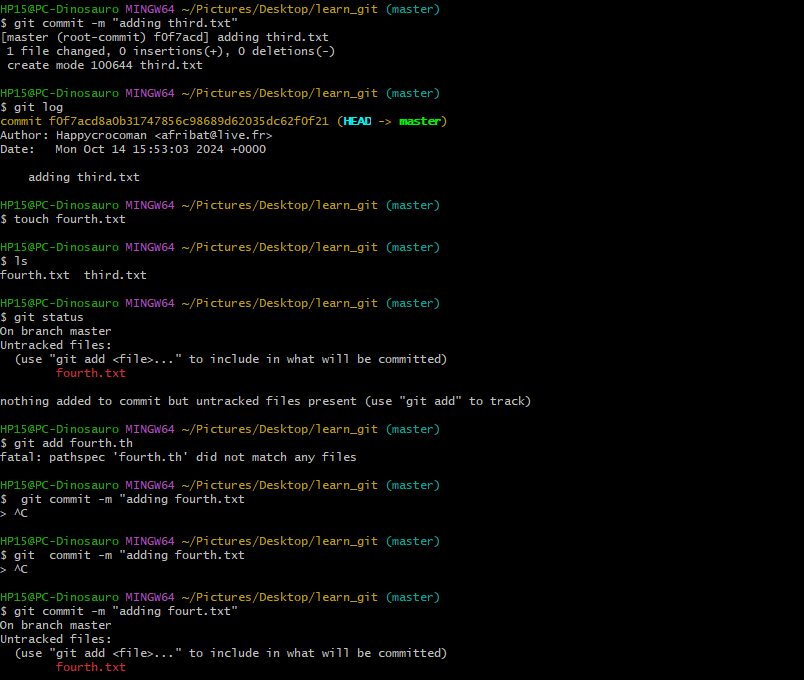 HP15@PC-Dinosauro MINGW64 ~/Pictures/Desktop/learn_git (master)
$ git commit -m "adding third.txt"
[master (root-commit) f0f7acd] adding third.txt
 1 file changed, 0 insertions(+), 0 deletions(-)
 create mode 100644 third.txt

HP15@PC-Dinosauro MINGW64 ~/Pictures/Desktop/learn_git (master)
$ git log
commit f0f7acd8a0b31747856c98689d62035dc62f0f21 (HEAD -> master)
Author: Happycrocoman <afribat@live.fr>
Date:   Mon Oct 14 15:53:03 2024 +0000

    adding third.txt

HP15@PC-Dinosauro MINGW64 ~/Pictures/Desktop/learn_git (master)
$ touch fourth.txt

HP15@PC-Dinosauro MINGW64 ~/Pictures/Desktop/learn_git (master)
$ ls
fourth.txt  third.txt

HP15@PC-Dinosauro MINGW64 ~/Pictures/Desktop/learn_git (master)
$ git status
On branch master
Untracked files:
  (use "git add <file>..." to include in what will be committed)
        fourth.txt

nothing added to commit but untracked files present (use "git add" to track)

HP15@PC-Dinosauro MINGW64 ~/Pictures/Desktop/learn_git (master)
$ git add fourth.th
fatal: pathspec 'fourth.th' did not match any files

HP15@PC-Dinosauro MINGW64 ~/Pictures/Desktop/learn_git (master)
$  git commit -m "adding fourth.txt
> ^C

HP15@PC-Dinosauro MINGW64 ~/Pictures/Desktop/learn_git (master)
$ git  commit -m "adding fourth.txt
> ^C

HP15@PC-Dinosauro MINGW64 ~/Pictures/Desktop/learn_git (master)
$ git commit -m "adding fourt.txt"
On branch master
Untracked files:
  (use "git add <file>..." to include in what will be committed)
        fourth.txt